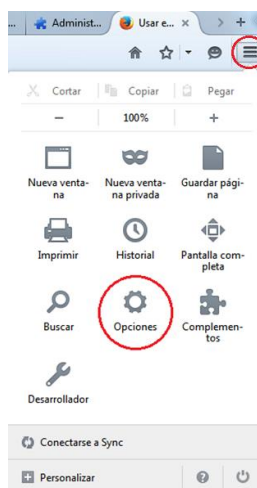 Administ...
Usar e...
Cortar
Copiar
Pegar
100%
Nueva venta-
na
Nueva venta-
na privada
Guardar pági-
na
Imprimir
Historial
Pantalla com-
pleta
Buscar
Opciones
Complemen-
tos
Desarrollador
Conectarse a Sync
Personalizar